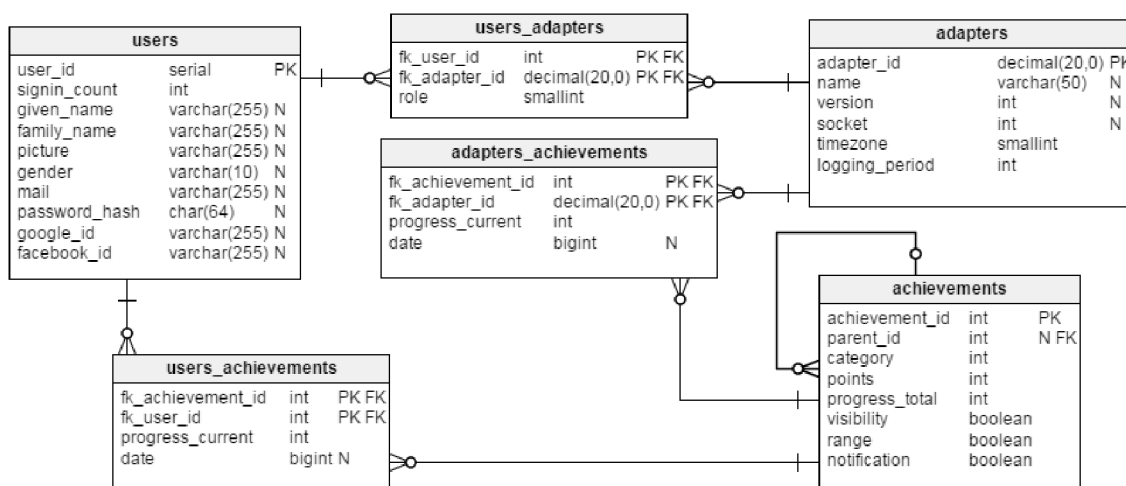 users
user_id serial PK
signin_count int
given_name varchar(255) N
family_name varchar(255) N
picture varchar(255) N
gender varchar(10) N
mail varchar(255) N
password_hash char(64) N
google_id varchar(255) N
facebook_id varchar(255) N
users_adapters
fk_user_id int PK FK
fk_adapter_id decimal(20,0) PK FK
role smallint
adapters
adapter_id decimal(20,0) PK
name varchar(50) N
version int N
socket int N
timezone smallint
logging_period int
adapters_achievements
fk_achievement_id int PK FK
fk_adapter_id decimal(20,0) PK FK
progress_current int
date bigint N
achievements
achievement_id int PK
parent_id int N FK
category int
points int
progress_total int
visibility boolean
range boolean
notification boolean
users_achievements
fk_achievement_id int PK FK
fk_user_id int PK FK
progress_current int
date bigint N